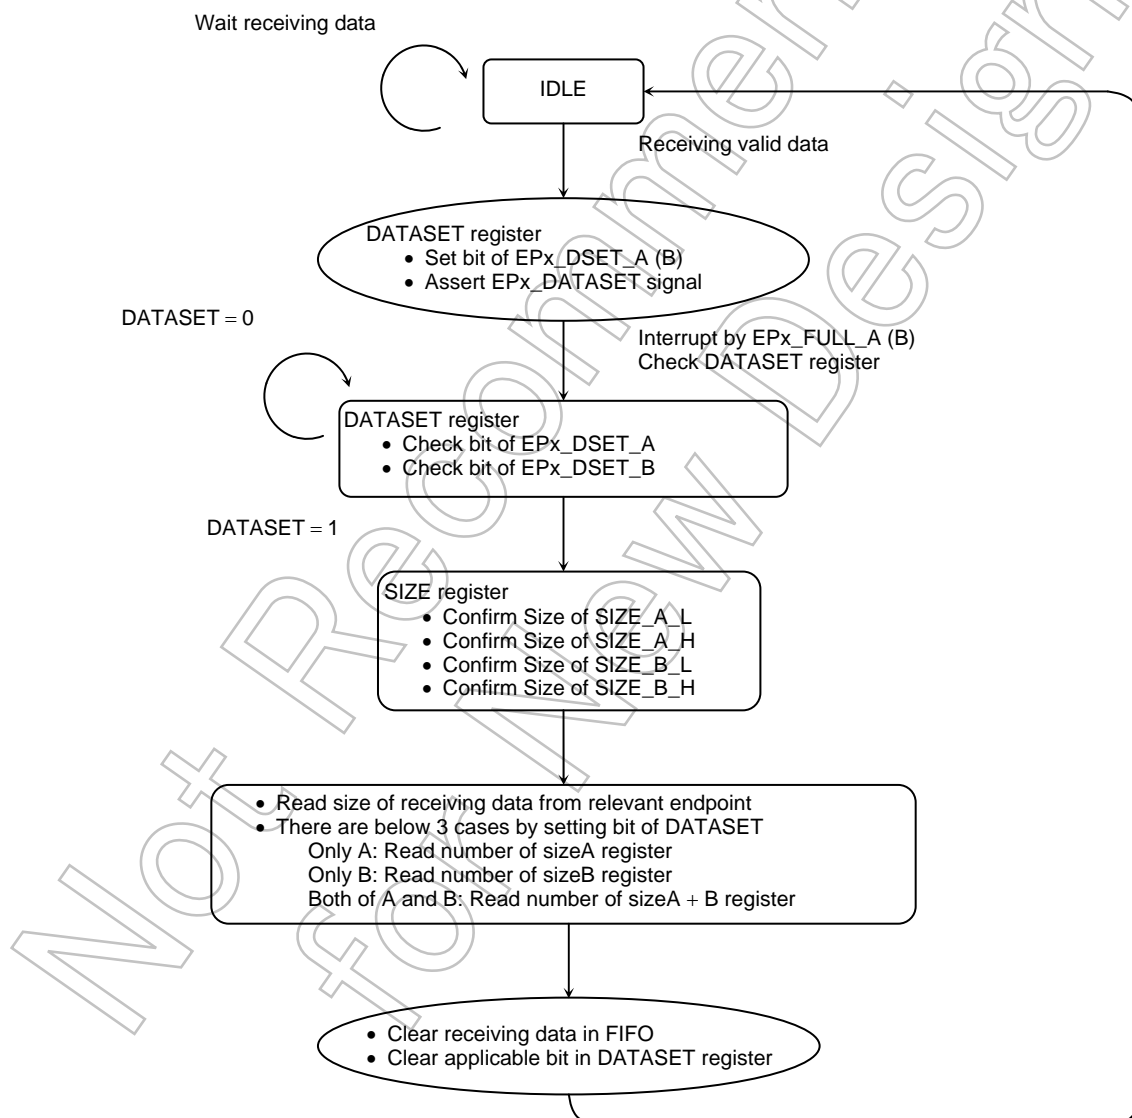 Wait receiving data
IDLE
Receiving valid data
DATASET register
• Set bit of EPx_DSET_A (B)
• Assert EPx_DATASET signal
DATASET = 0
Interrupt by EPx_FULL_A (B)
Check DATASET register
DATASET register
• Check bit of EPx_DSET_A
• Check bit of EPx_DSET_B
DATASET = 1
SIZE register
• Confirm Size of SIZE_A_L
• Confirm Size of SIZE_A_H
• Confirm Size of SIZE_B_L
• Confirm Size of SIZE_B_H
• Read size of receiving data from relevant endpoint
• There are below 3 cases by setting bit of DATASET
Only A: Read number of sizeA register
Only B: Read number of sizeB register
Both of A and B: Read number of sizeA + B register
• Clear receiving data in FIFO
• Clear applicable bit in DATASET register
Not Recommen
for New Design